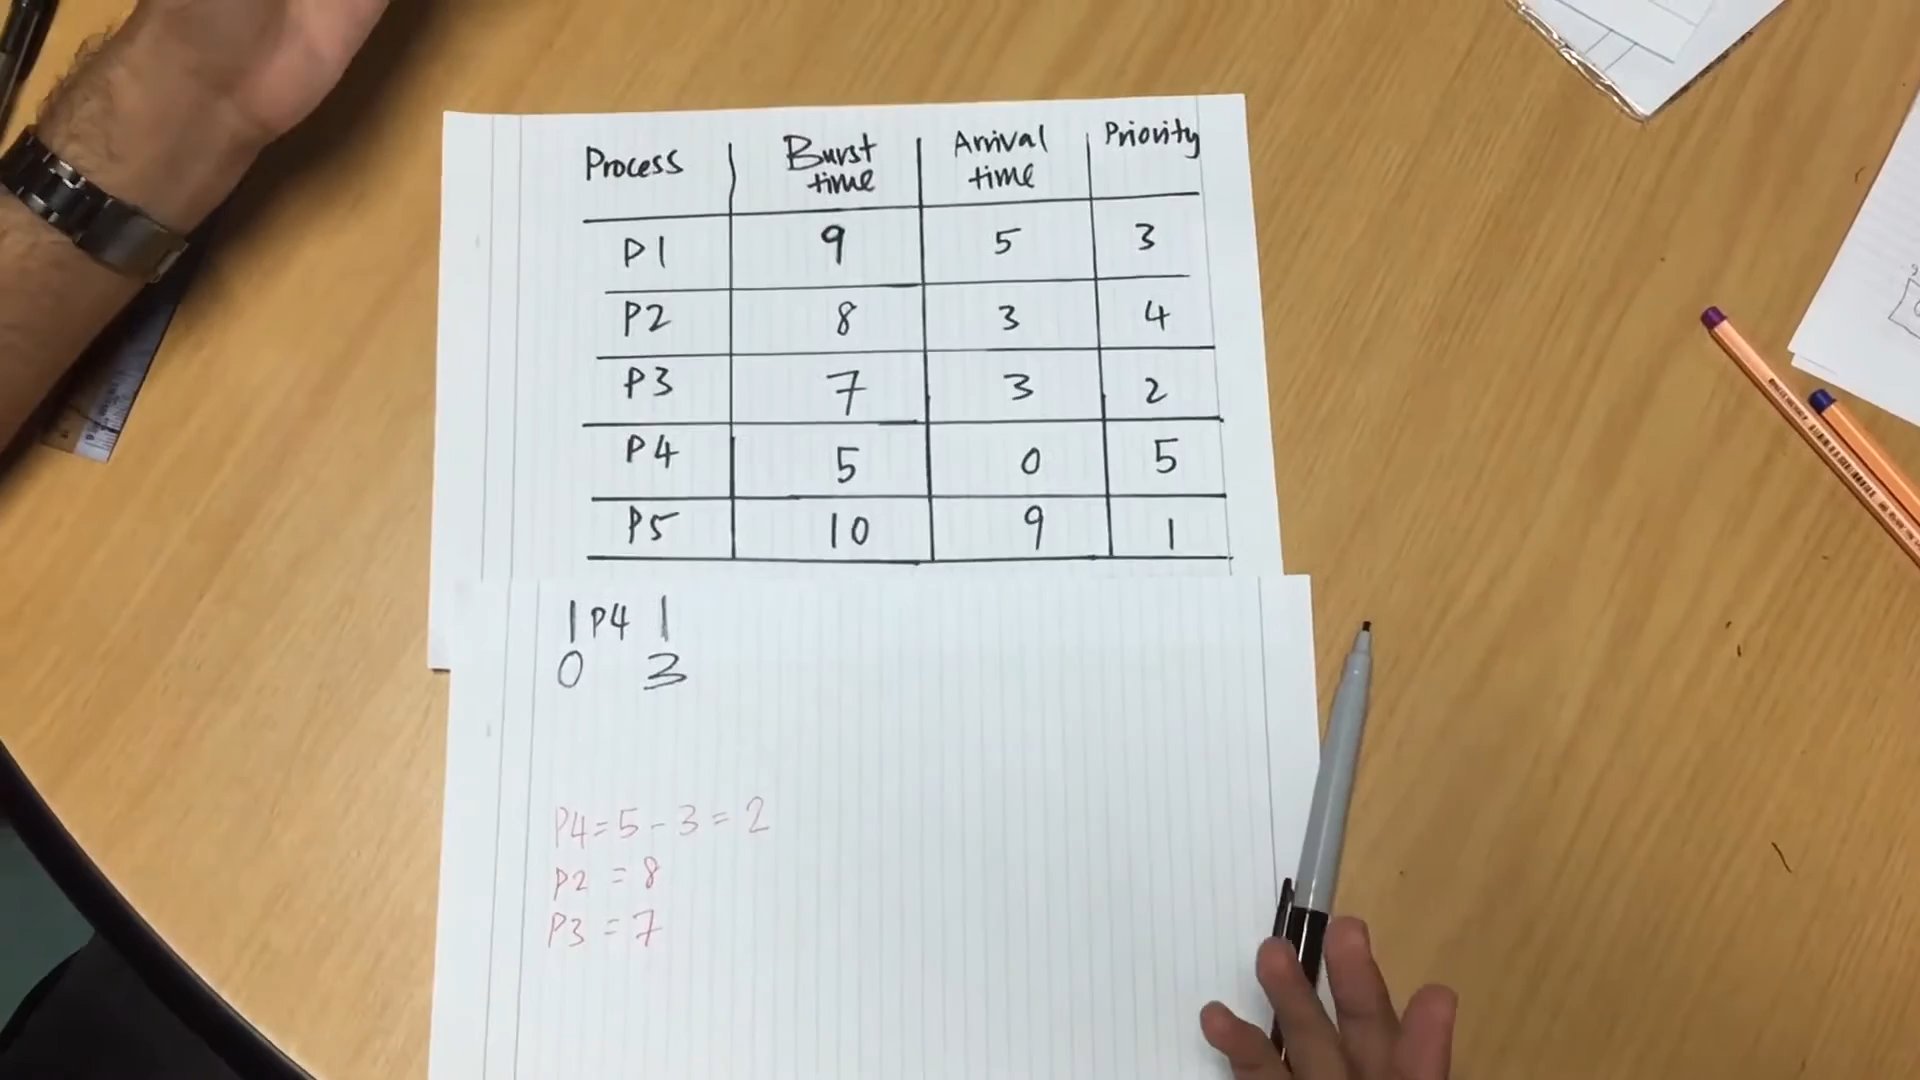 Process Burst time Arrival time Priority
P1 9 5 3
P2 8 3 4
P3 7 3 2
P4 5 0 5
P5 10 9 1
| P4 |
0 3
P4 = 5 - 3 = 2
P2 = 8
P3 = 7